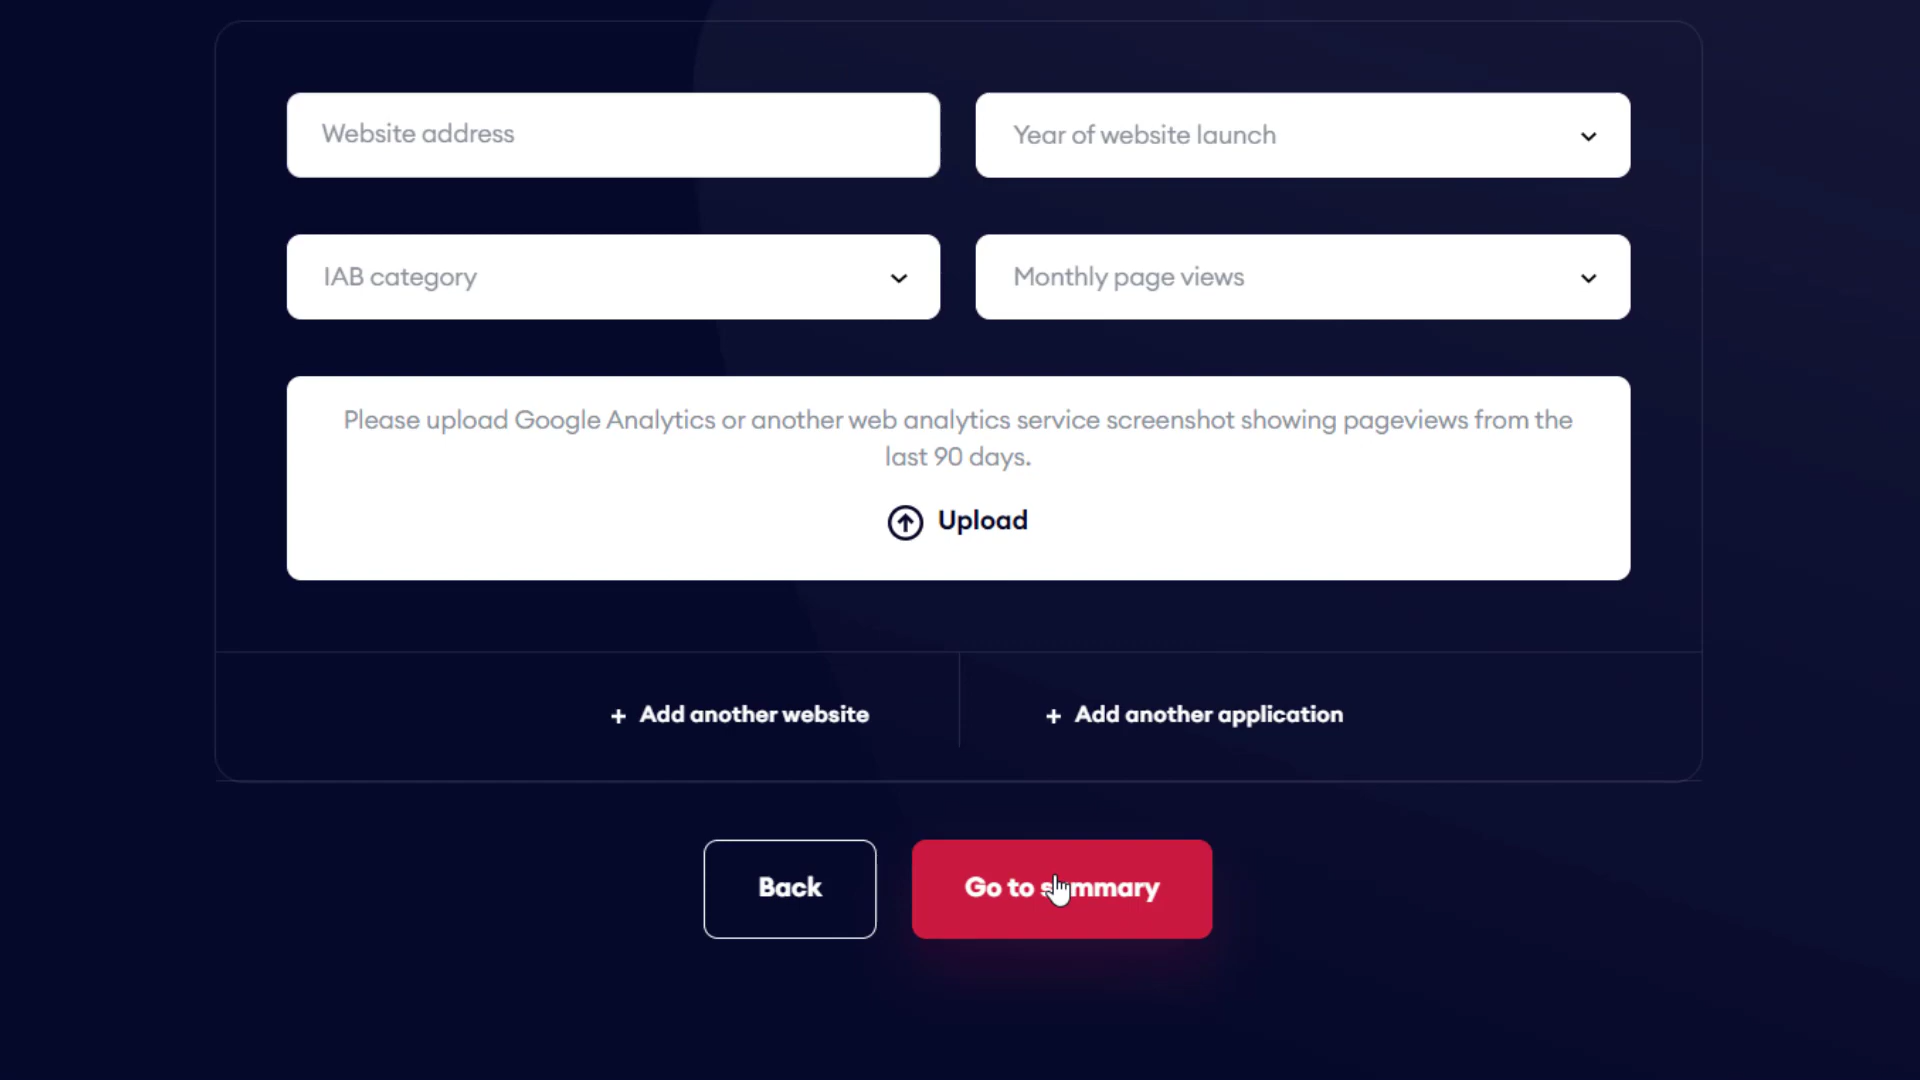 Website address
Year of website launch
IAB category
Monthly page views
Please upload Google Analytics or another web analytics service screenshot showing pageviews from the
last 90 days.
Upload
+ Add another website
+ Add another application
Back
Go to summary